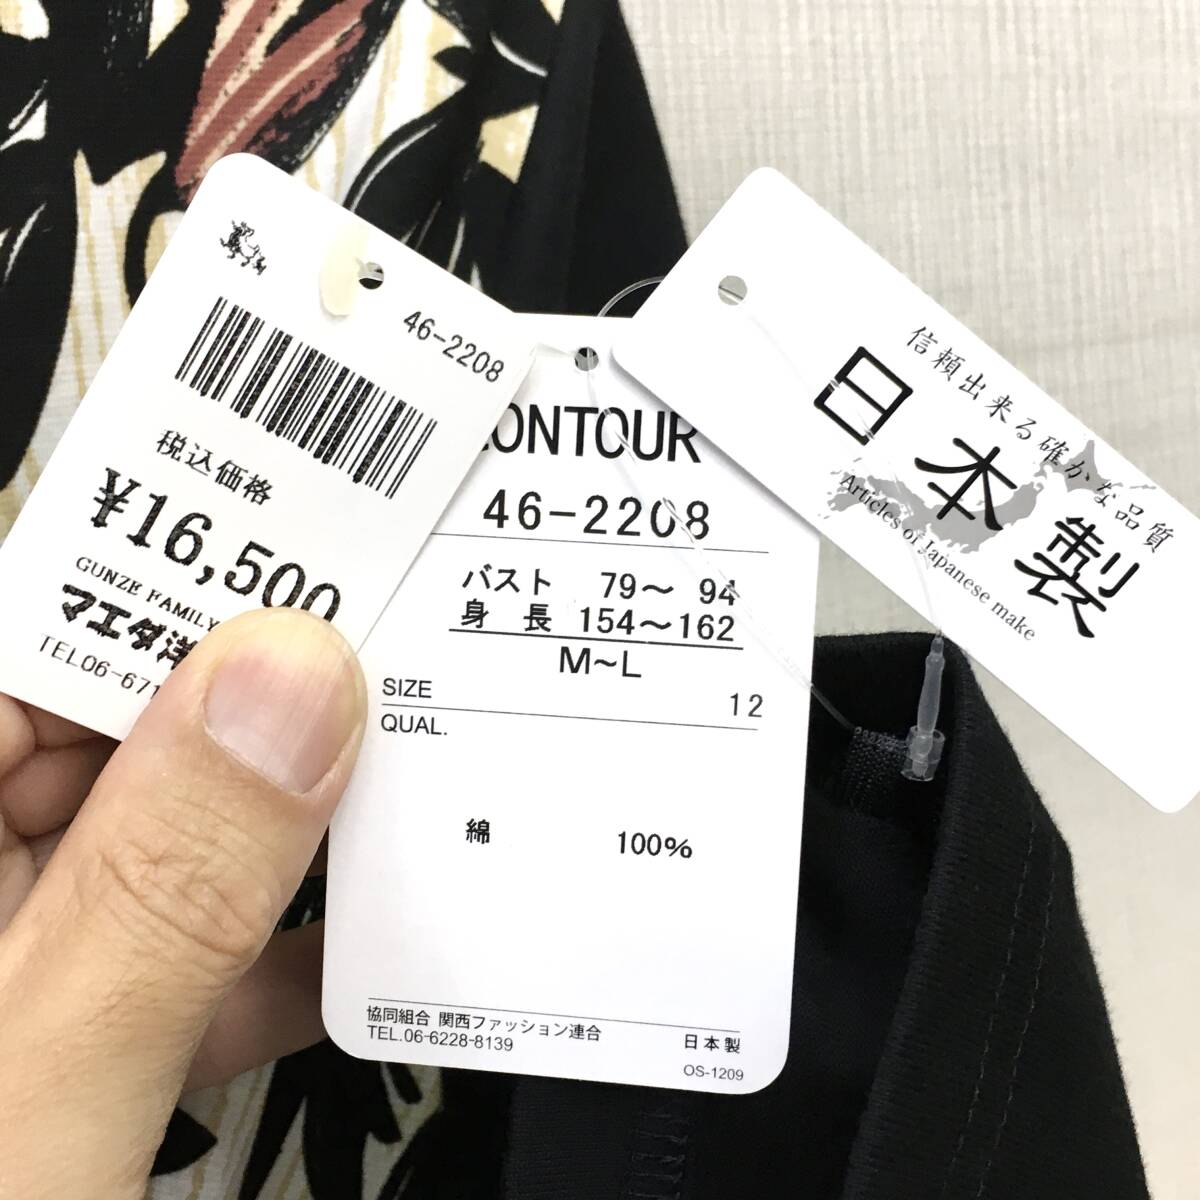 46-2208
税込価格
¥16,500
GUNZE FAMILY
マエダ洋
TEL06-671
CONTOUR
46-2208
バスト 79〜 94
身 長 154〜162
M〜L
SIZE 12
QUAL.
綿 100%
協同組合 関西ファッション連合
TEL.06-6228-8139
日本製
OS-1209
信頼出来る確かな品質
日本製
Articles of Japanese make